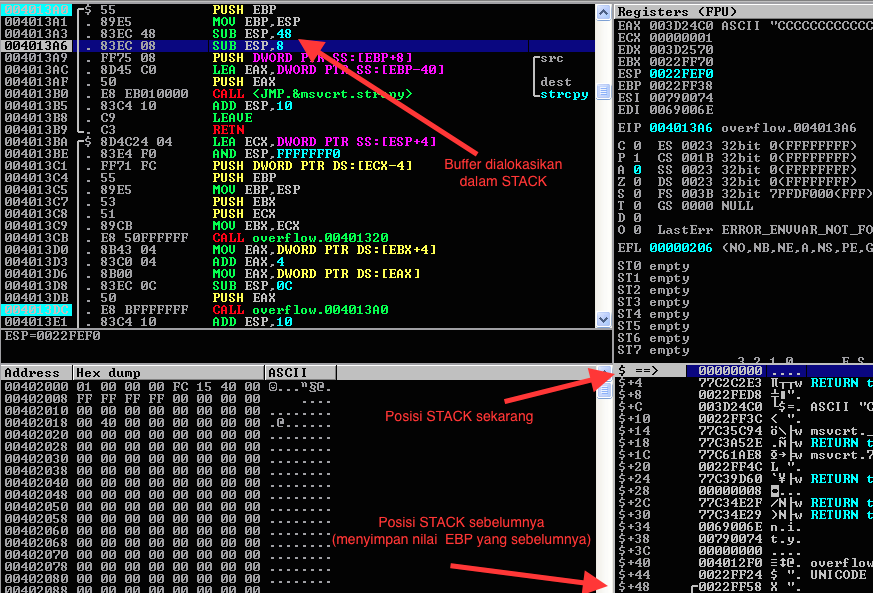 004013A0 $ 55 PUSH EBP
004013A1 . 89E5 MOV EBP,ESP
004013A3 . 83EC 48 SUB ESP,48
004013A6 . 83EC 08 SUB ESP,8
004013A9 . FF75 08 PUSH DWORD PTR SS:[EBP+8] src
004013AC . 8D45 C0 LEA EAX,DWORD PTR SS:[EBP-40]
004013AF . 50 PUSH EAX dest
004013B0 . E8 EB010000 CALL <JMP.&msvcrt.strcpy> strcpy
004013B5 . 83C4 10 ADD ESP,10
004013B8 . C9 LEAVE
004013B9 . C3 RETN
004013BA $ 8D4C24 04 LEA ECX,DWORD PTR SS:[ESP+4]
004013BE . 83E4 F0 AND ESP,FFFFFFF0
004013C1 . FF71 FC PUSH DWORD PTR DS:[ECX-4]
004013C4 . 55 PUSH EBP
004013C5 . 89E5 MOV EBP,ESP
004013C7 . 53 PUSH EBX
004013C8 . 51 PUSH ECX
004013C9 . 89CB MOV EBX,ECX
004013CB . E8 50FFFFFF CALL overflow.00401320
004013D0 . 8B43 04 MOV EAX,DWORD PTR DS:[EBX+4]
004013D3 . 83C0 04 ADD EAX,4
004013D6 . 8B00 MOV EAX,DWORD PTR DS:[EAX]
004013D8 . 83EC 0C SUB ESP,0C
004013DB . 50 PUSH EAX
004013DC . E8 BFFFFFFF CALL overflow.004013A0
004013E1 . 83C4 10 ADD ESP,10
Buffer dialokasikan
dalam STACK
ESP=0022FEF0
Registers (FPU)
EAX 003D24C0 ASCII "CCCCCCCCCCCC
ECX 00000001
EDX 003D2570
EBX 0022FF70
ESP 0022FEF0
EBP 0022FF38
ESI 00790074
EDI 0069006E
EIP 004013A6 overflow.004013A6
C 0 ES 0023 32bit 0(FFFFFFFF)
P 1 CS 001B 32bit 0(FFFFFFFF)
A 0 SS 0023 32bit 0(FFFFFFFF)
Z 0 DS 0023 32bit 0(FFFFFFFF)
S 0 FS 003B 32bit 7FFDF000(FFF)
T 0 GS 0000 NULL
D 0
O 0 LastErr ERROR_ENVVAR_NOT_FO
EFL 00000206 (NO,NB,NE,A,NS,PE,G
ST0 empty
ST1 empty
ST2 empty
ST3 empty
ST4 empty
ST5 empty
ST6 empty
ST7 empty
3 2 1 0 E S
Address Hex dump ASCII
00402000 01 00 00 00 FC 15 40 00
00402008 FF FF FF FF 00 00 00 00 ....
00402010 00 00 00 00 00 00 00 00 ........
00402018 00 40 00 00 00 00 00 00 .@......
00402020 00 00 00 00 00 00 00 00 ........
00402028 00 00 00 00 00 00 00 00 ........
00402030 00 00 00 00 00 00 00 00 ........
00402038 00 00 00 00 00 00 00 00 ........
00402040 00 00 00 00 00 00 00 00 ........
00402048 00 00 00 00 00 00 00 00 ........
00402050 00 00 00 00 00 00 00 00 ........
00402058 00 00 00 00 00 00 00 00 ........
00402060 00 00 00 00 00 00 00 00 ........
00402068 00 00 00 00 00 00 00 00 ........
00402070 00 00 00 00 00 00 00 00 ........
00402078 00 00 00 00 00 00 00 00 ........
00402080 00 00 00 00 00 00 00 00 ........
00402088 00 00 00 00 00 00 00 00 ........
Posisi STACK sekarang
Posisi STACK sebelumnya
(menyimpan nilai EBP yang sebelumnya)
$ ==> 00000000 ....
$+4 77C2C2E3 RETURN t
$+8 0022FED8
$+C 003D24C0 ASCII "C
$+10 0022FF3C < ".
$+14 77C35C94 msvcrt._
$+18 77C3A52E RETURN t
$+1C 77C61AE8 msvcrt.7
$+20 0022FF4C L ".
$+24 77C39D60 RETURN t
$+28 00000008
$+2C 77C34E2F RETURN t
$+30 77C34E29 RETURN t
$+34 0069006E n.i.
$+38 00790074 t.y.
$+3C 00000000 ....
$+40 004012F0 overflow
$+44 0022FF24 $ ". UNICODE
$+48 0022FF58 X ".